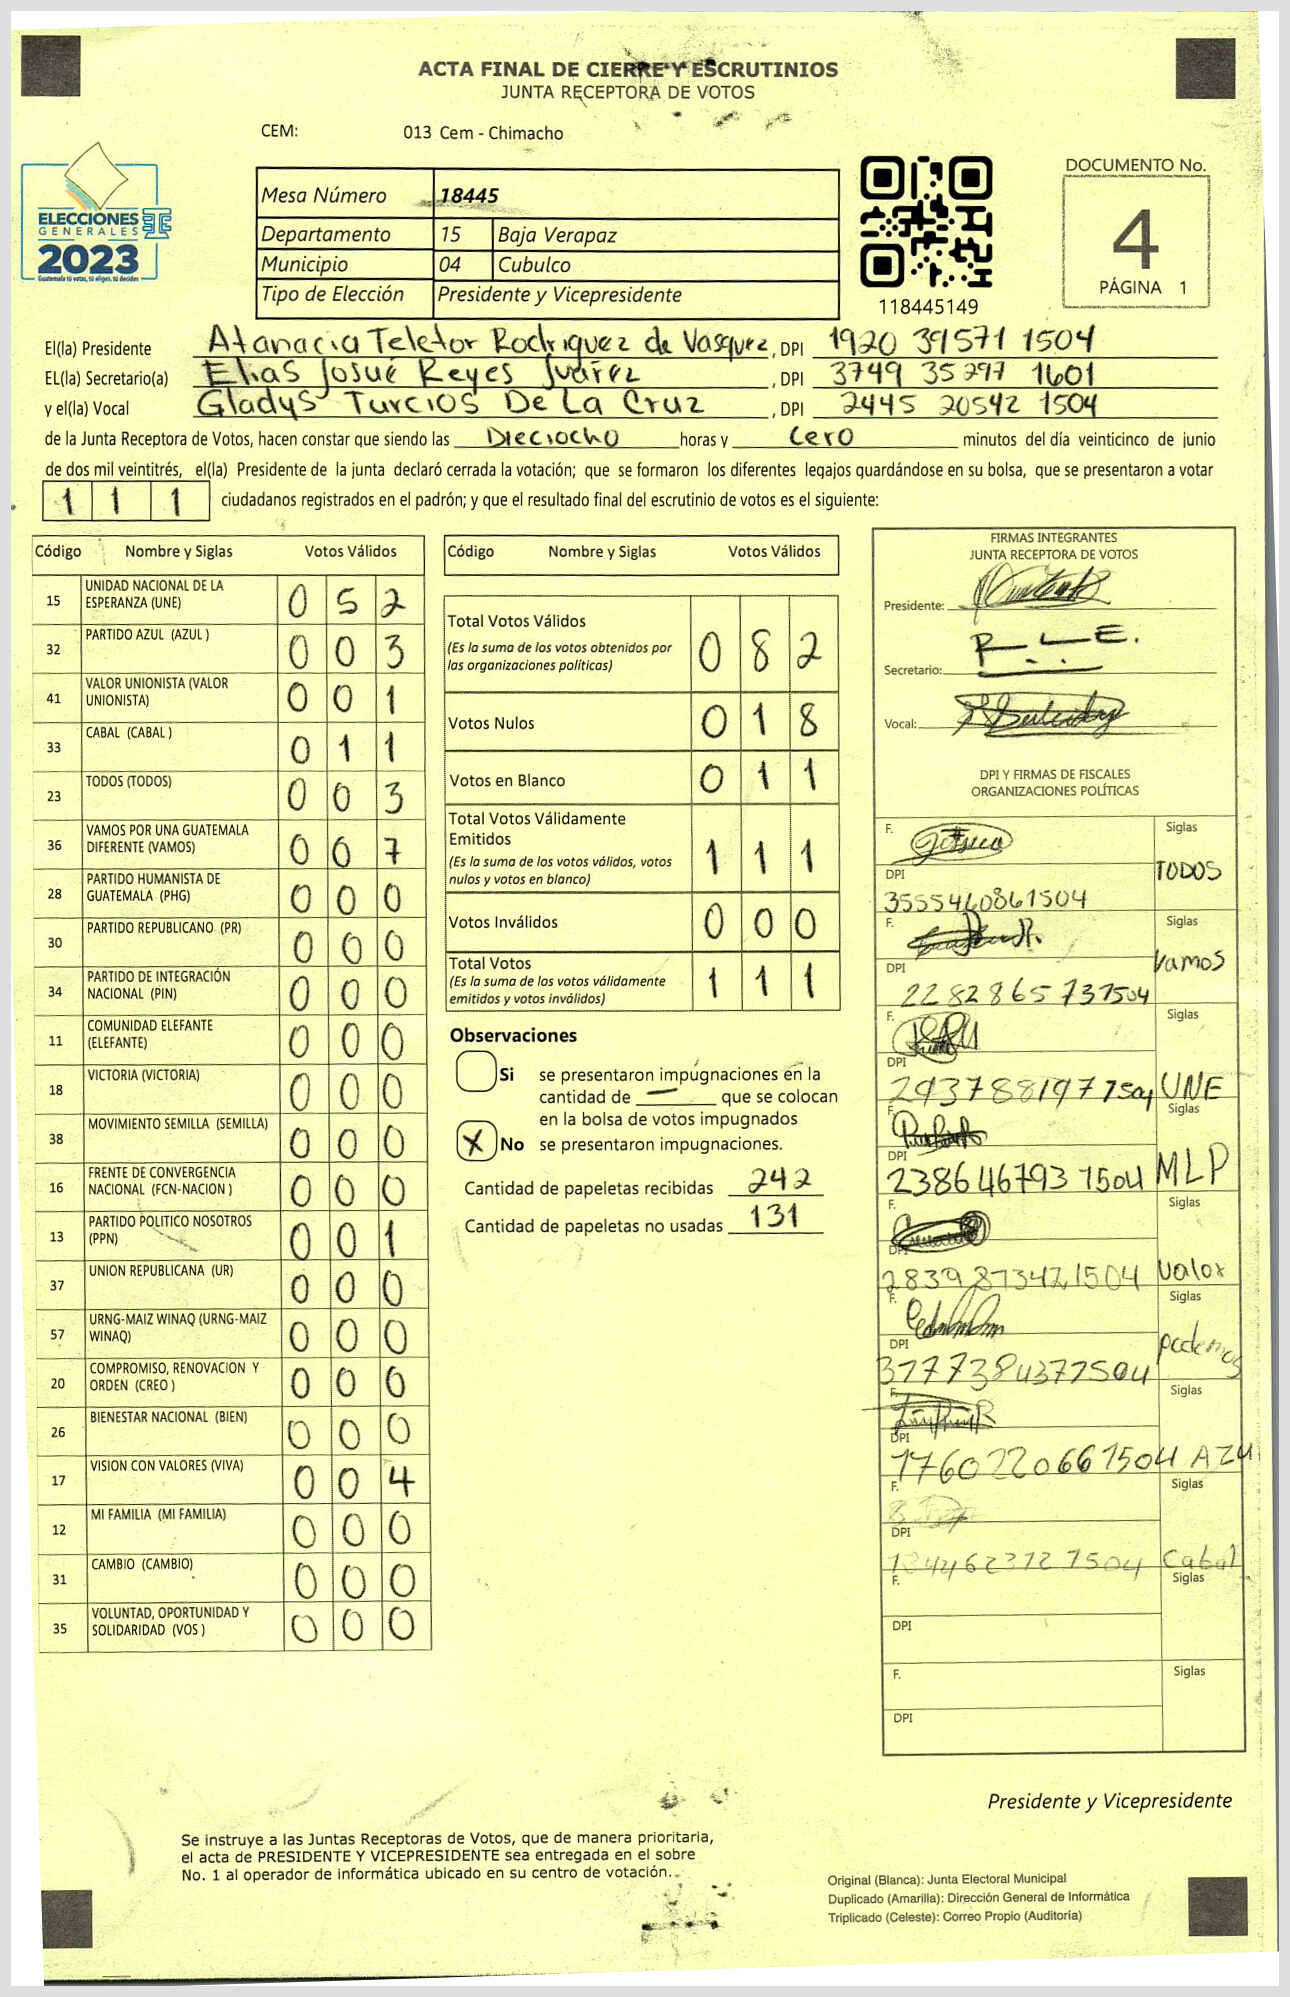 ACTA FINAL DE CIERRE Y ESCRUTINIOS
JUNTA RECEPTORA DE VOTOS
CEM: 013 Cem - Chimacho
ELECCIONES
GENERALES
2023
Guatemala tú votas, tú eliges, tú decides
Mesa Número 18445
Departamento 15 Baja Verapaz
Municipio 04 Cubulco
Tipo de Elección Presidente y Vicepresidente
118445149
DOCUMENTO No.
4
PÁGINA 1
El(la) Presidente Atanacia Teletor Rodriguez de Vasquez, DPI 1920 39571 1504
EL(la) Secretario(a) Elias Josué Reyes Juárez, DPI 3749 35297 1601
y el(la) Vocal Gladys Turcios De La Cruz, DPI 2445 20542 1504
de la Junta Receptora de Votos, hacen constar que siendo las Dieciocho horas y Cero minutos del día veinticinco de junio
de dos mil veintitrés, el(la) Presidente de la junta declaró cerrada la votación; que se formaron los diferentes legajos guardándose en su bolsa, que se presentaron a votar
1 1 1 ciudadanos registrados en el padrón; y que el resultado final del escrutinio de votos es el siguiente:
Código Nombre y Siglas Votos Válidos
15 UNIDAD NACIONAL DE LA ESPERANZA (UNE) 0 5 2
32 PARTIDO AZUL (AZUL ) 0 0 3
41 VALOR UNIONISTA (VALOR UNIONISTA) 0 0 1
33 CABAL (CABAL ) 0 1 1
23 TODOS (TODOS) 0 0 3
36 VAMOS POR UNA GUATEMALA DIFERENTE (VAMOS) 0 0 7
28 PARTIDO HUMANISTA DE GUATEMALA (PHG) 0 0 0
30 PARTIDO REPUBLICANO (PR) 0 0 0
34 PARTIDO DE INTEGRACIÓN NACIONAL (PIN) 0 0 0
11 COMUNIDAD ELEFANTE (ELEFANTE) 0 0 0
18 VICTORIA (VICTORIA) 0 0 0
38 MOVIMIENTO SEMILLA (SEMILLA) 0 0 0
16 FRENTE DE CONVERGENCIA NACIONAL (FCN-NACION ) 0 0 0
13 PARTIDO POLITICO NOSOTROS (PPN) 0 0 1
37 UNION REPUBLICANA (UR) 0 0 0
57 URNG-MAIZ WINAQ (URNG-MAIZ WINAQ) 0 0 0
20 COMPROMISO, RENOVACION Y ORDEN (CREO ) 0 0 0
26 BIENESTAR NACIONAL (BIEN) 0 0 0
17 VISION CON VALORES (VIVA) 0 0 4
12 MI FAMILIA (MI FAMILIA) 0 0 0
31 CAMBIO (CAMBIO) 0 0 0
35 VOLUNTAD, OPORTUNIDAD Y SOLIDARIDAD (VOS ) 0 0 0
Código Nombre y Siglas Votos Válidos
Total Votos Válidos 0 8 2
(Es la suma de los votos obtenidos por
las organizaciones políticas)
Votos Nulos 0 1 8
Votos en Blanco 0 1 1
Total Votos Válidamente
Emitidos 1 1 1
(Es la suma de los votos válidos, votos
nulos y votos en blanco)
Votos Inválidos 0 0 0
Total Votos 1 1 1
(Es la suma de los votos válidamente
emitidos y votos inválidos)
Observaciones
Si se presentaron impugnaciones en la
cantidad de — que se colocan
en la bolsa de votos impugnados
X No se presentaron impugnaciones.
Cantidad de papeletas recibidas 242
Cantidad de papeletas no usadas 131
FIRMAS INTEGRANTES
JUNTA RECEPTORA DE VOTOS
Presidente:
Secretario: R.L.E.
Vocal:
DPI Y FIRMAS DE FISCALES
ORGANIZACIONES POLÍTICAS
F. Siglas
DPI TODOS
3555460861504
F. Siglas
DPI Vamos
2282865731504
F. Siglas
DPI
2937881971504 UNE
F. Siglas
DPI
2386467931504 MLP
F. Siglas
DPI
2839873421504 Valor
F. Siglas
DPI podemos
3777384371504
F. Siglas
DPI
1760220661504 AZU
F. Siglas
DPI
Cabal
F. Siglas
DPI
F. Siglas
DPI
Presidente y Vicepresidente
Se instruye a las Juntas Receptoras de Votos, que de manera prioritaria,
el acta de PRESIDENTE Y VICEPRESIDENTE sea entregada en el sobre
No. 1 al operador de informática ubicado en su centro de votación.
Original (Blanca): Junta Electoral Municipal
Duplicado (Amarilla): Dirección General de Informática
Triplicado (Celeste): Correo Propio (Auditoría)